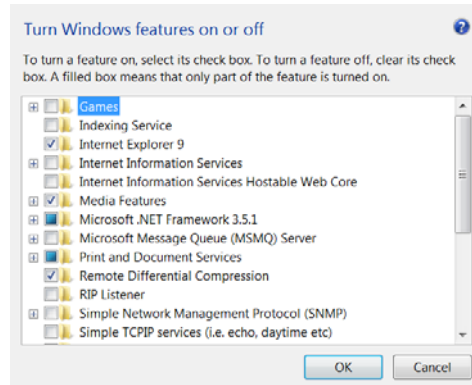 Turn Windows features on or off
To turn a feature on, select its check box. To turn a feature off, clear its check
box. A filled box means that only part of the feature is turned on.
Games
Indexing Service
Internet Explorer 9
Internet Information Services
Internet Information Services Hostable Web Core
Media Features
Microsoft .NET Framework 3.5.1
Microsoft Message Queue (MSMQ) Server
Print and Document Services
Remote Differential Compression
RIP Listener
Simple Network Management Protocol (SNMP)
Simple TCPIP services (i.e. echo, daytime etc)
OK Cancel